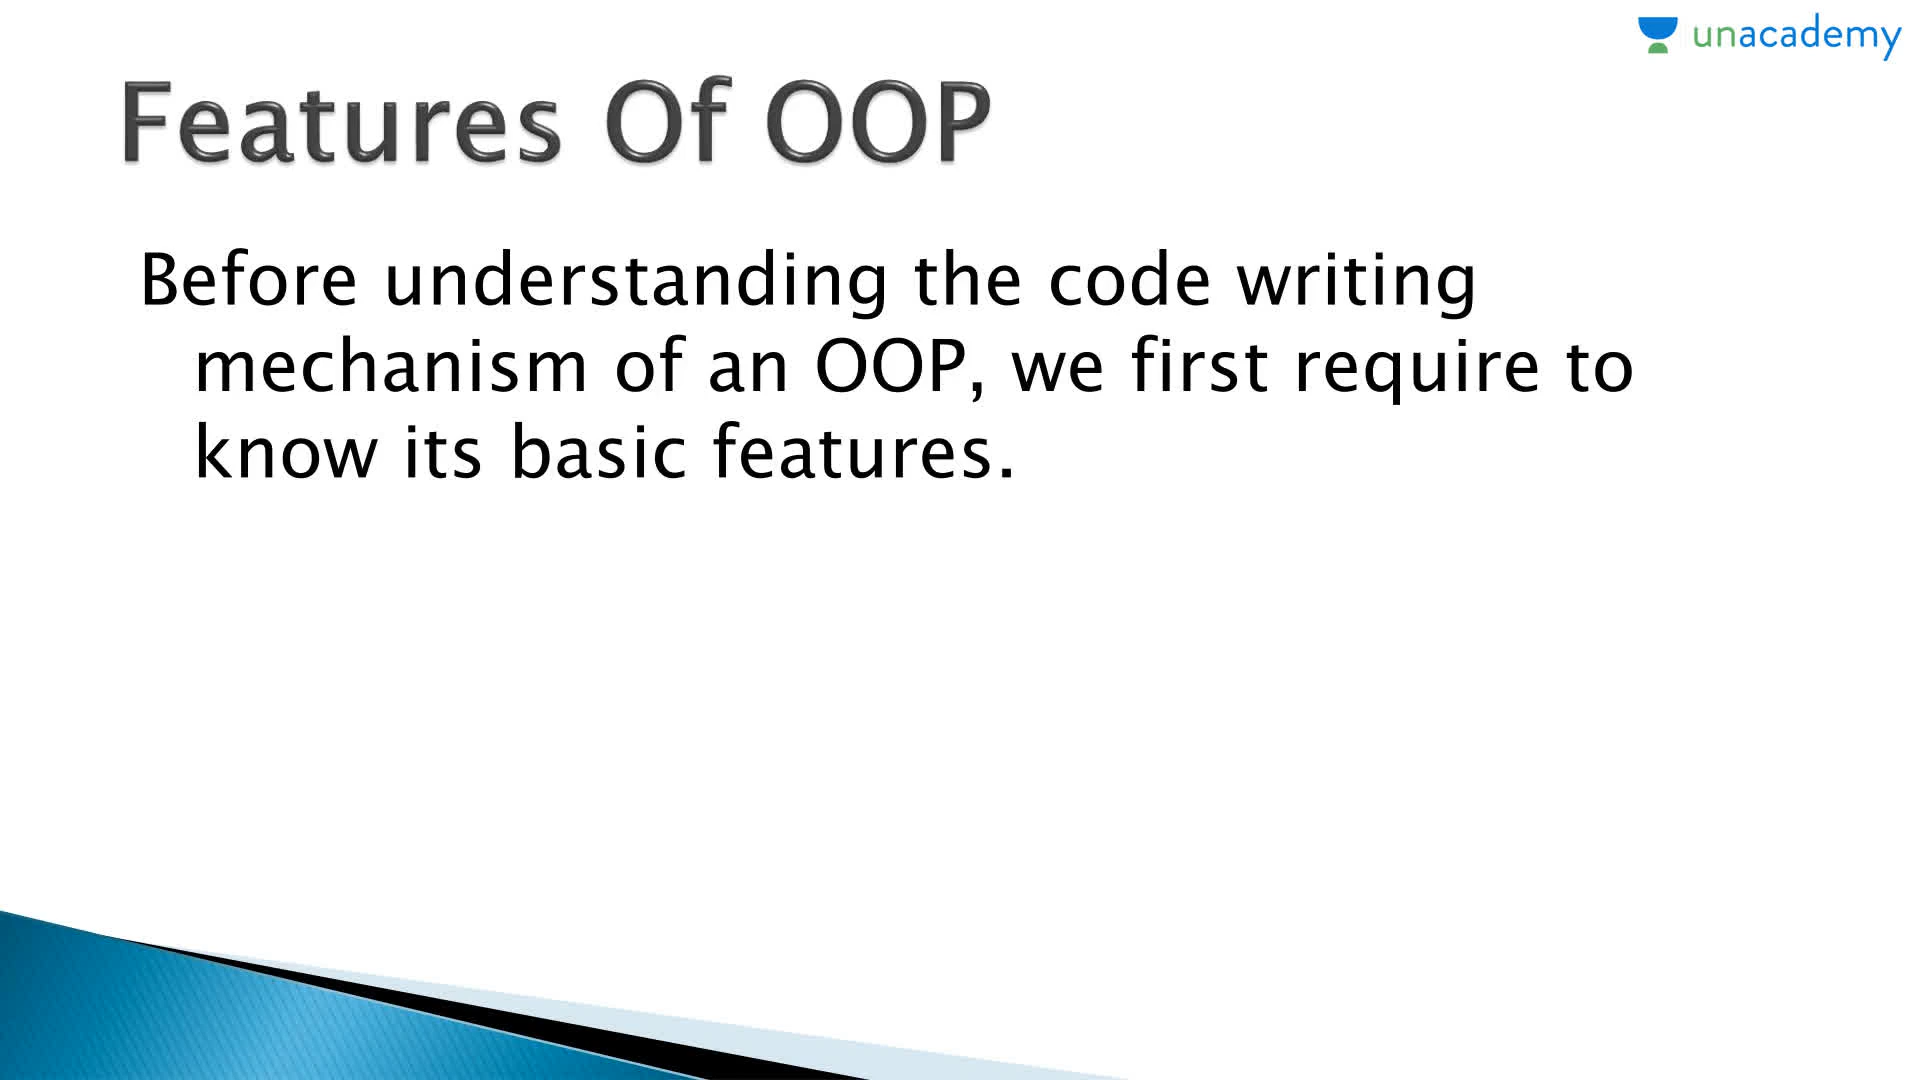 unacademy
Features Of OOP
Before understanding the code writing
mechanism of an OOP, we first require to
know its basic features.